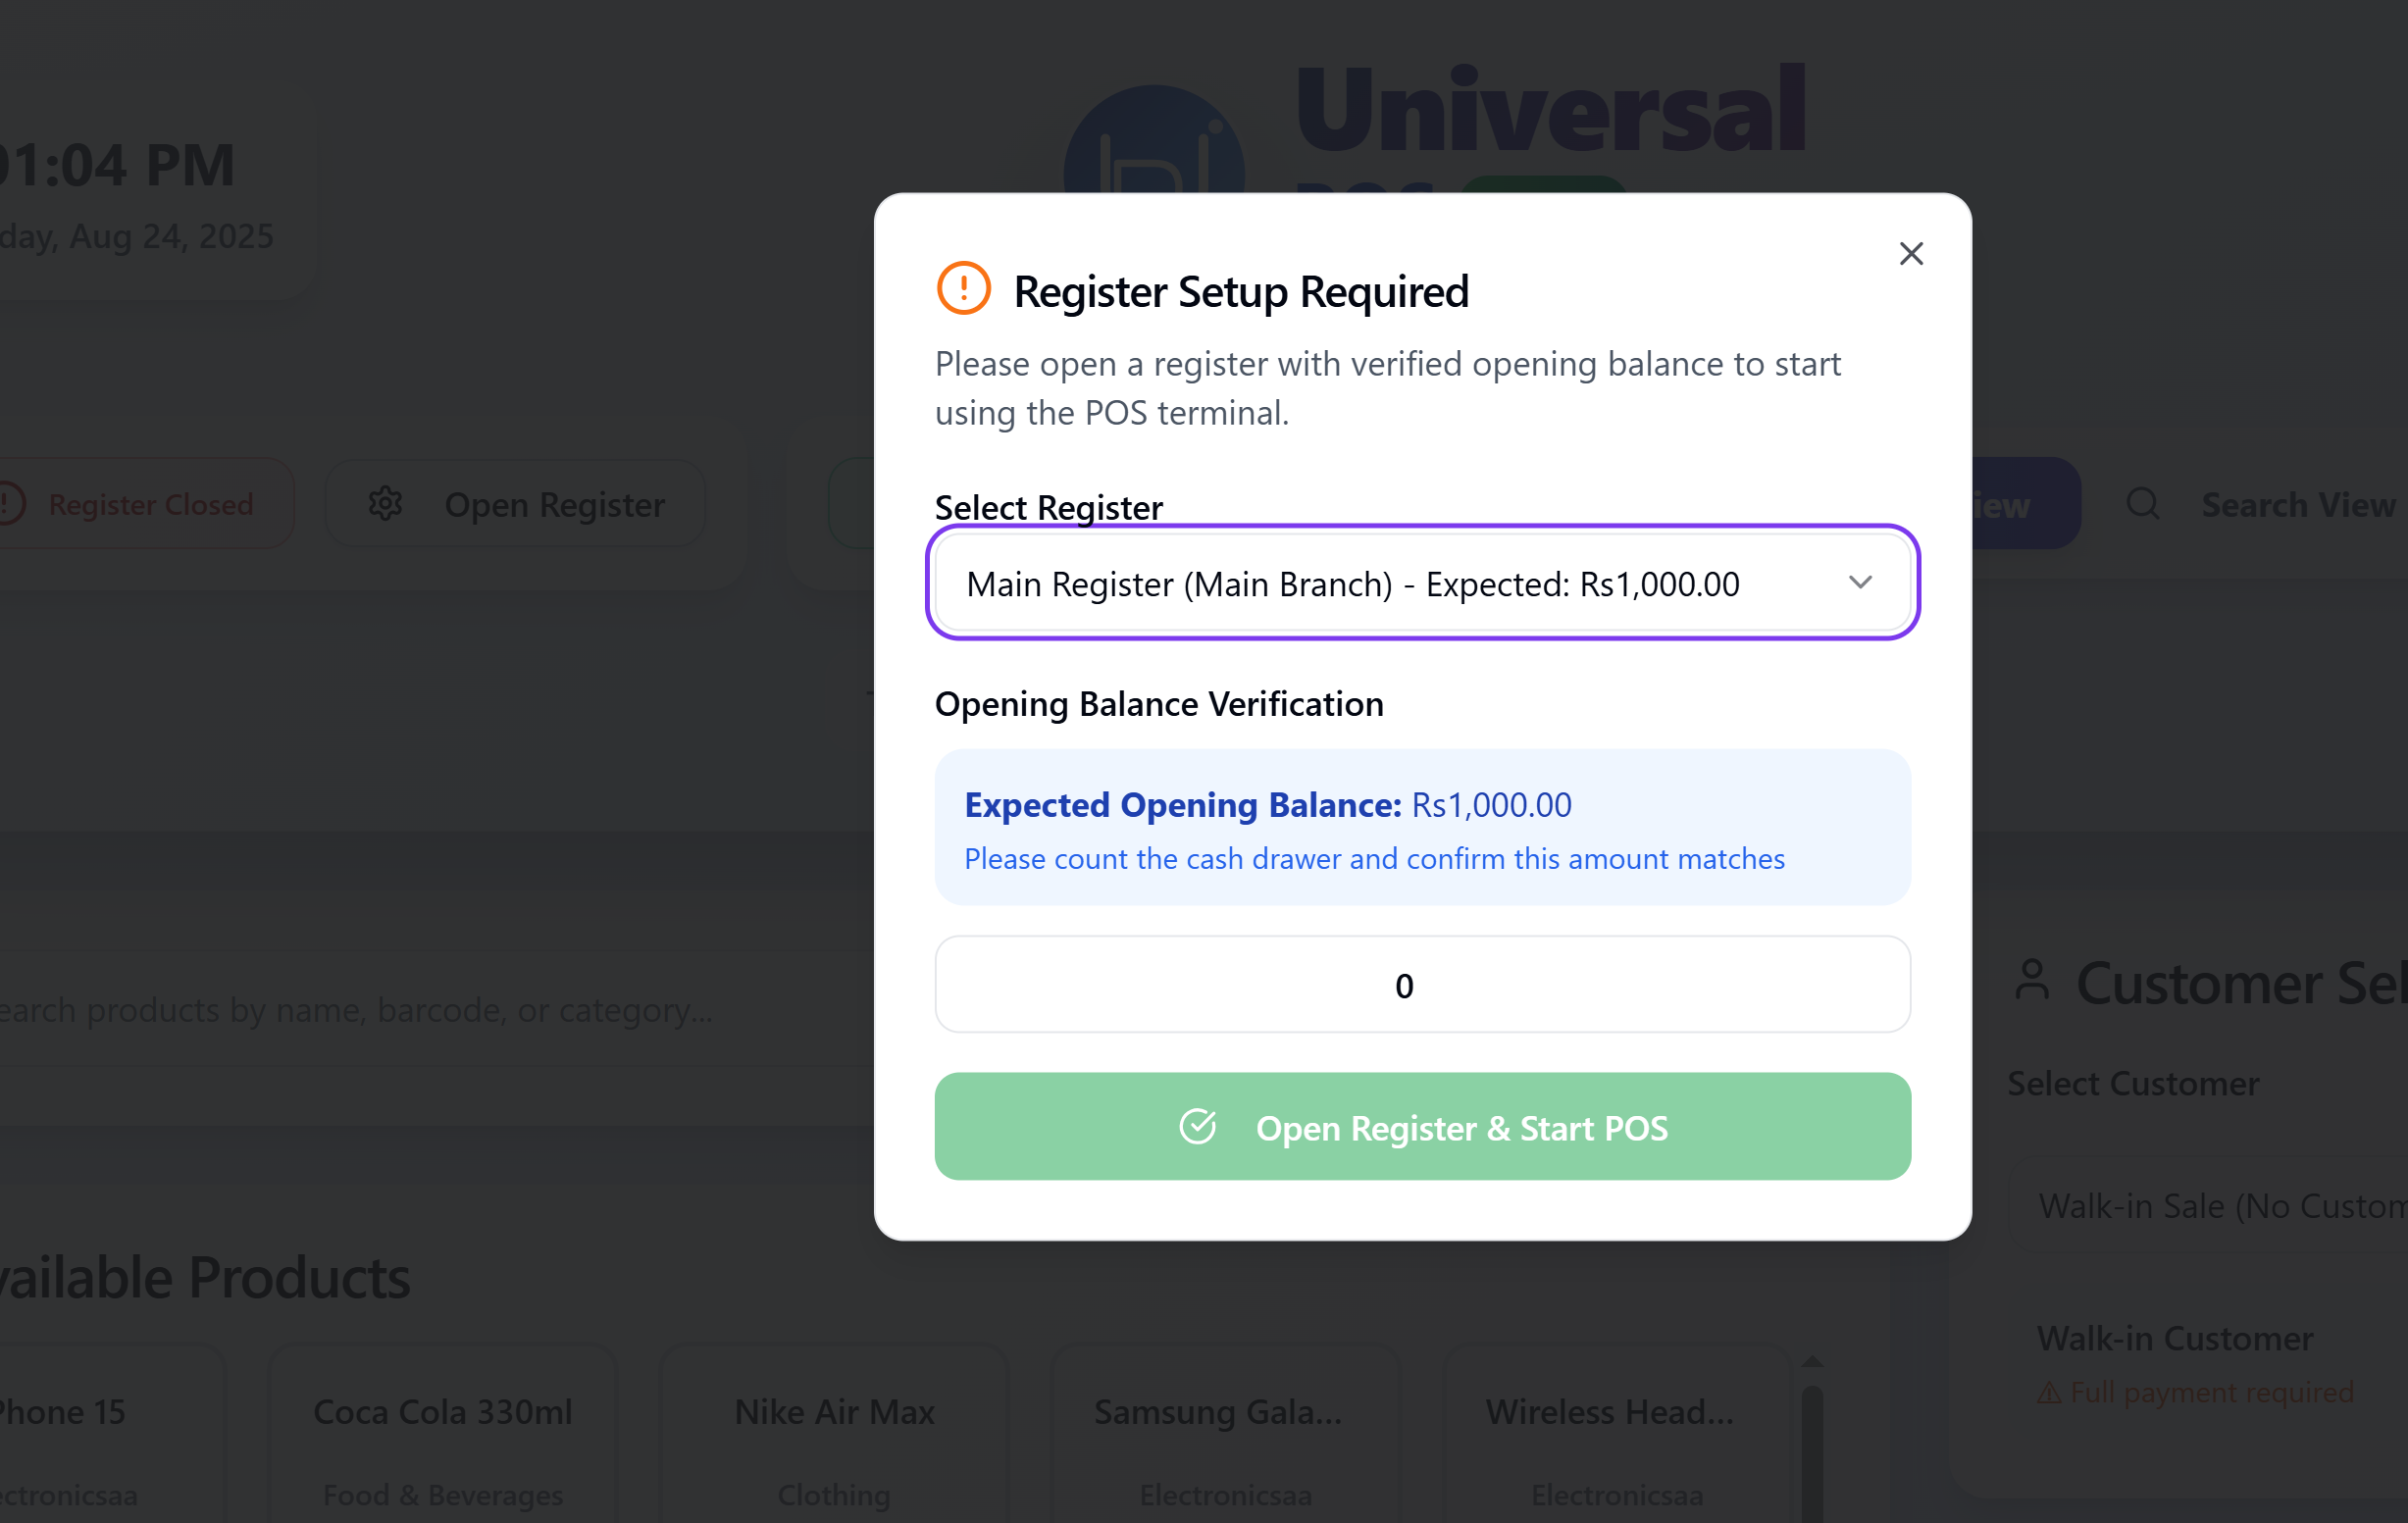 Universal
01:04 PM
day, Aug 24, 2025
Register Setup Required
Please open a register with verified opening balance to start
using the POS terminal.
Register Closed
Open Register
Search View
Select Register
Main Register (Main Branch) - Expected: Rs1,000.00
Opening Balance Verification
Expected Opening Balance: Rs1,000.00
Please count the cash drawer and confirm this amount matches
0
earch products by name, barcode, or category...
Customer Sel
Select Customer
Open Register & Start POS
Walk-in Sale (No Custom
vailable Products
Walk-in Customer
Full payment required
Phone 15
Coca Cola 330ml
Nike Air Max
Samsung Gala...
Wireless Head...
ectronicsaa
Food & Beverages
Clothing
Electronicsaa
Electronicsaa